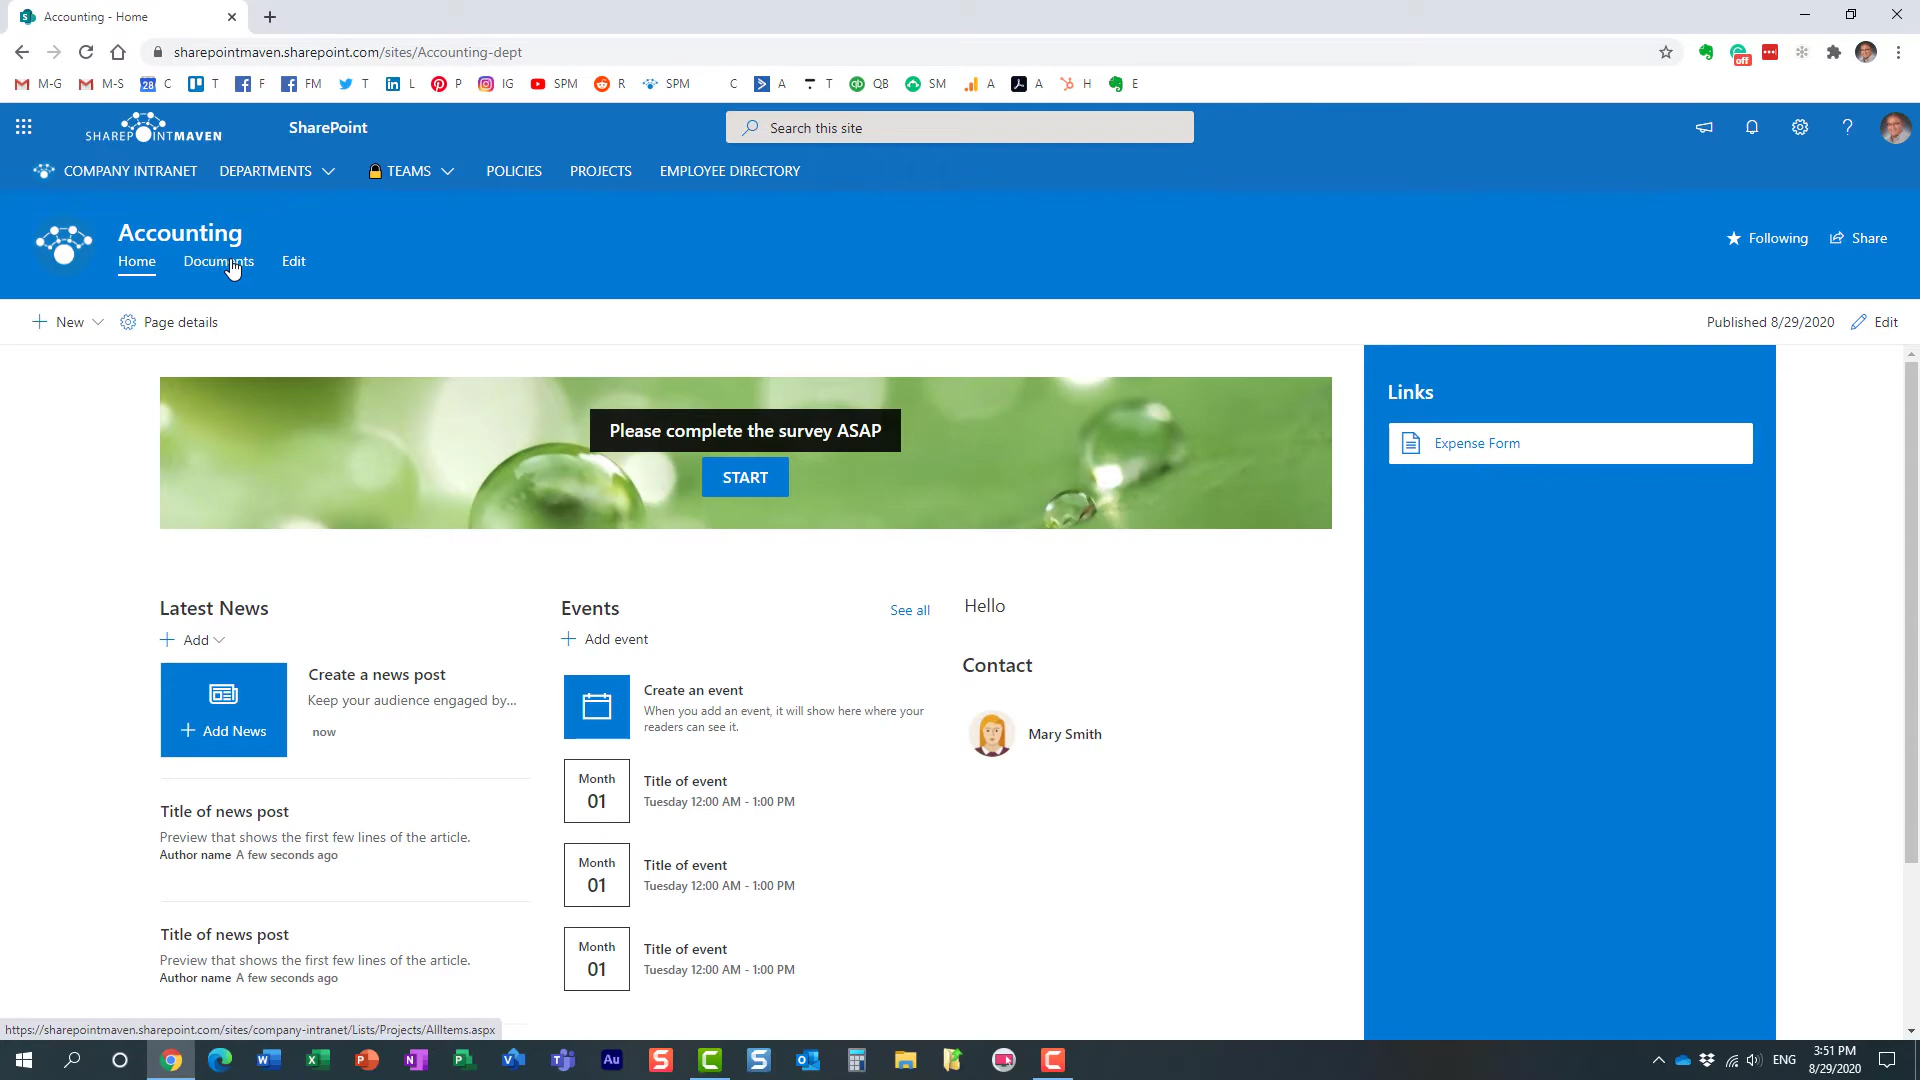 Accounting - Home
sharepointmaven.sharepoint.com/sites/Accounting-dept
off
M-G M-S 28 C T F FM T L P IG SPM R SPM C A T QB SM A A H E
SHAREPOINTMAVEN SharePoint Search this site
COMPANY INTRANET DEPARTMENTS TEAMS POLICIES PROJECTS EMPLOYEE DIRECTORY
Accounting
Home Documents Edit
Following Share
New Page details
Published 8/29/2020 Edit
Please complete the survey ASAP
START
Links
Expense Form
Latest News
Add
Add News
Create a news post
Keep your audience engaged by...
now
Title of news post
Preview that shows the first few lines of the article.
Author name A few seconds ago
Title of news post
Preview that shows the first few lines of the article.
Author name A few seconds ago
Events See all
Add event
Create an event
When you add an event, it will show here where your
readers can see it.
Month
01
Title of event
Tuesday 12:00 AM - 1:00 PM
Month
01
Title of event
Tuesday 12:00 AM - 1:00 PM
Month
01
Title of event
Tuesday 12:00 AM - 1:00 PM
Hello
Contact
Mary Smith
https://sharepointmaven.sharepoint.com/sites/company-intranet/Lists/Projects/AllItems.aspx
Au
ENG
3:51 PM
8/29/2020